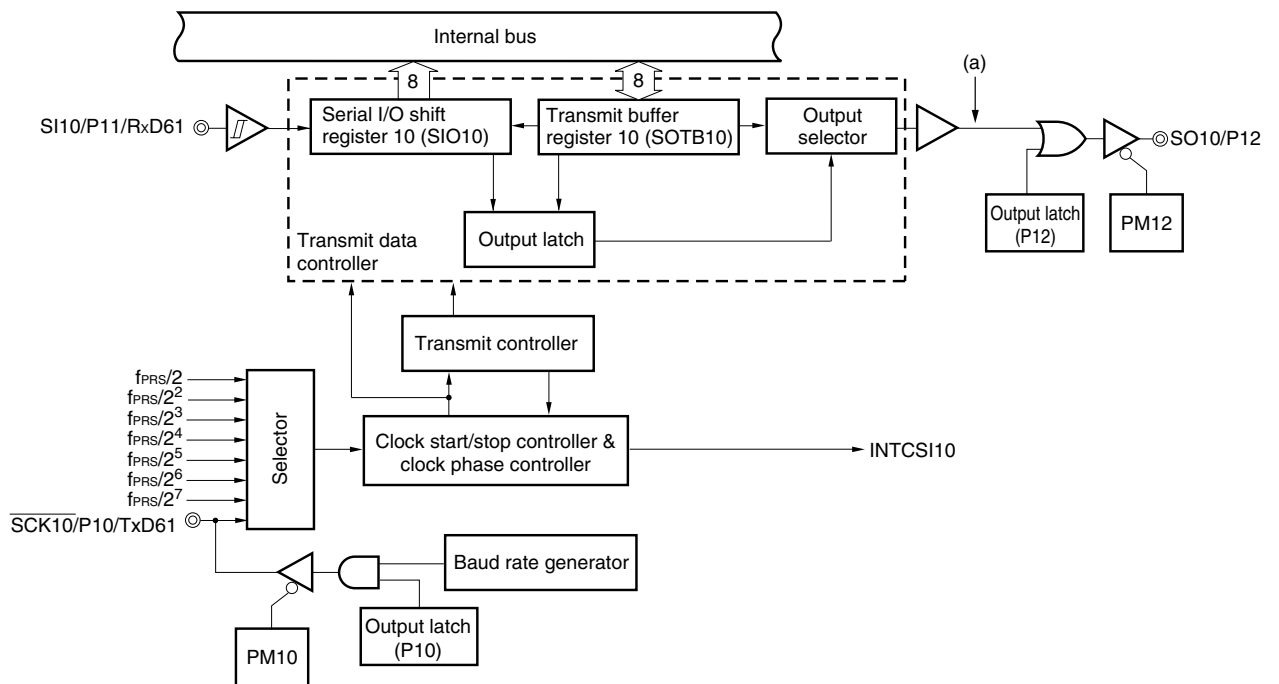 Internal bus
(a)
8
8
SI10/P11/RxD61
Serial I/O shift
register 10 (SIO10)
Transmit buffer
register 10 (SOTB10)
Output
selector
SO10/P12
Output latch
(P12)
PM12
Transmit data
controller
Output latch
Transmit controller
fPRS/2
fPRS/2²
fPRS/2³
fPRS/2⁴
fPRS/2⁵
fPRS/2⁶
fPRS/2⁷
Selector
Clock start/stop controller &
clock phase controller
INTCSI10
S̅C̅K̅1̅0̅/P10/TxD61
Baud rate generator
Output latch
(P10)
PM10